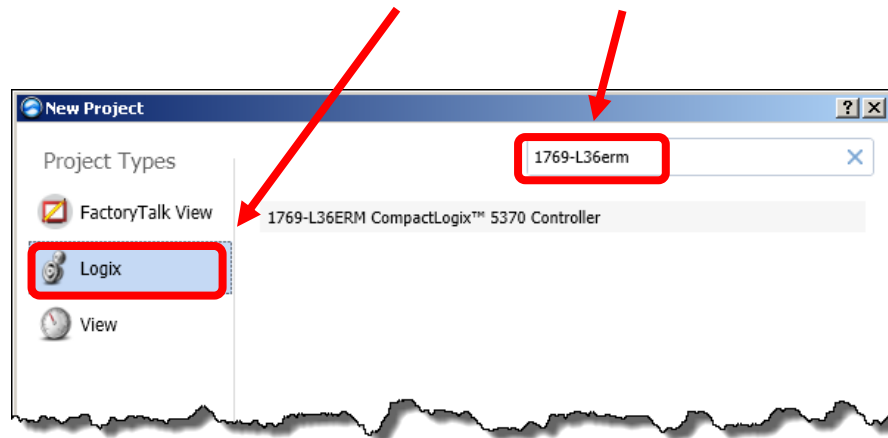 New Project
Project Types
1769-L36erm
FactoryTalk View
1769-L36ERM CompactLogix™ 5370 Controller
Logix
View